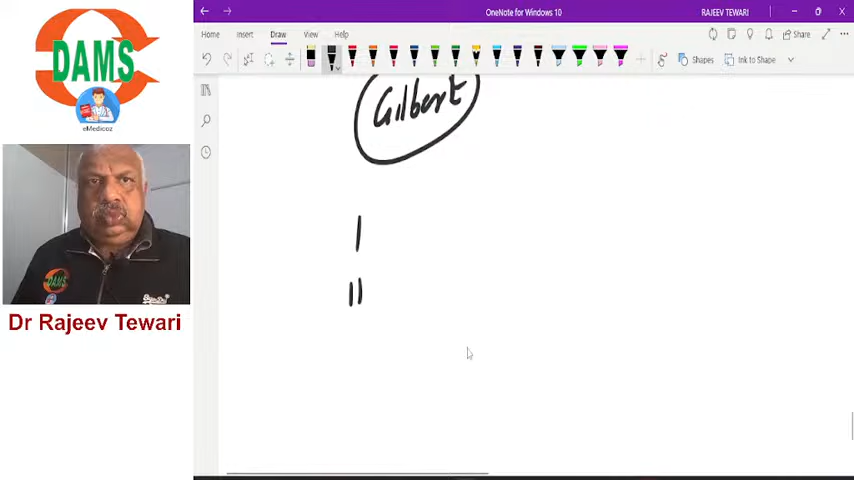 OneNote for Windows 10
RAJEEV TEWARI
Home Insert Draw View Help
Share
Shapes
Ink to Shape
DAMS
eMedicoz
Gilbert
I
II
DAMS
Dr Rajeev Tewari